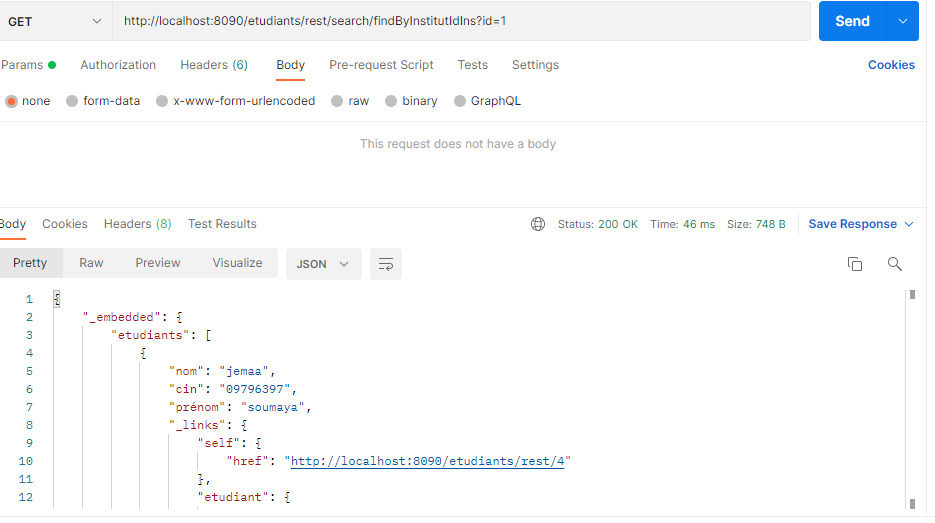 GET http://localhost:8090/etudiants/rest/search/findByInstitutIdIns?id=1 Send
Params Authorization Headers (6) Body Pre-request Script Tests Settings Cookies
none form-data x-www-form-urlencoded raw binary GraphQL
This request does not have a body
Body Cookies Headers (8) Test Results Status: 200 OK Time: 46 ms Size: 748 B Save Response
Pretty Raw Preview Visualize JSON
1 {
2 "_embedded": {
3 "etudiants": [
4 {
5 "nom": "jemaa",
6 "cin": "09796397",
7 "prénom": "soumaya",
8 "_links": {
9 "self": {
10 "href": "http://localhost:8090/etudiants/rest/4"
11 },
12 "etudiant": {